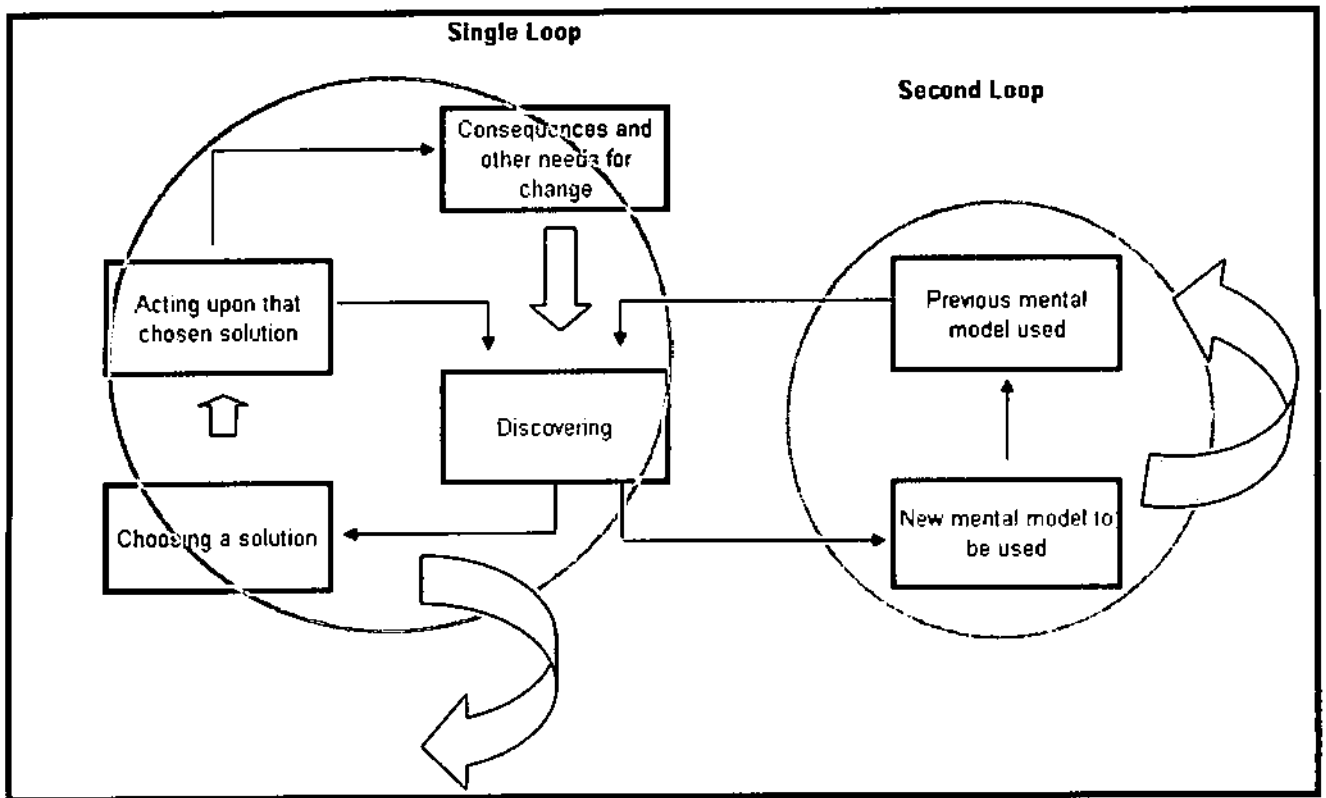 Single Loop
Second Loop
Consequences and
other needs for
change
Acting upon that
chosen solution
Previous mental
model used
Discovering
Choosing a solution
New mental model to
be used